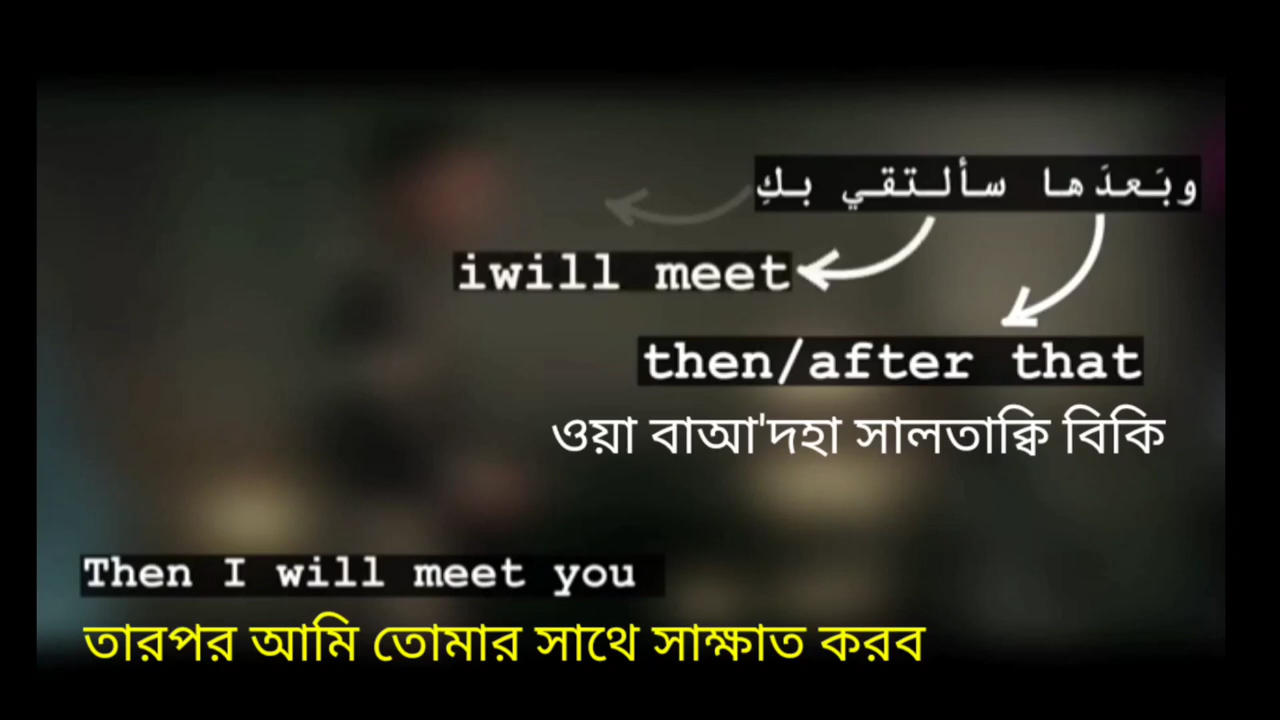 وبَعدَها سألتقي بكِ
iwill meet
then/after that
ওয়া বাআ'দহা সালতাক্বি বিকি
Then I will meet you
তারপর আমি তোমার সাথে সাক্ষাত করব